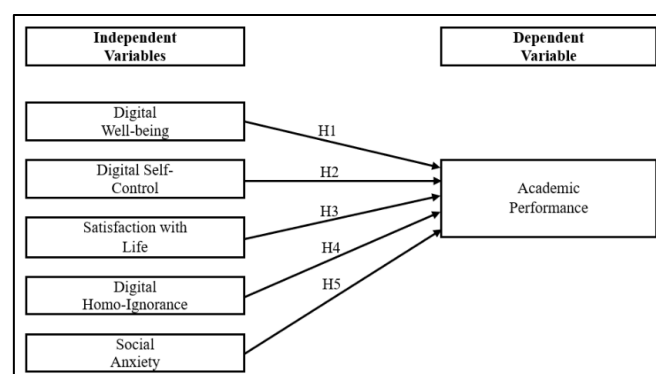 Independent
Variables
Dependent
Variable
Digital
Well-being
H1
Digital Self-
Control
H2
Satisfaction with
Life
H3
Digital
Homo-Ignorance
H4
Social
Anxiety
H5
Academic
Performance